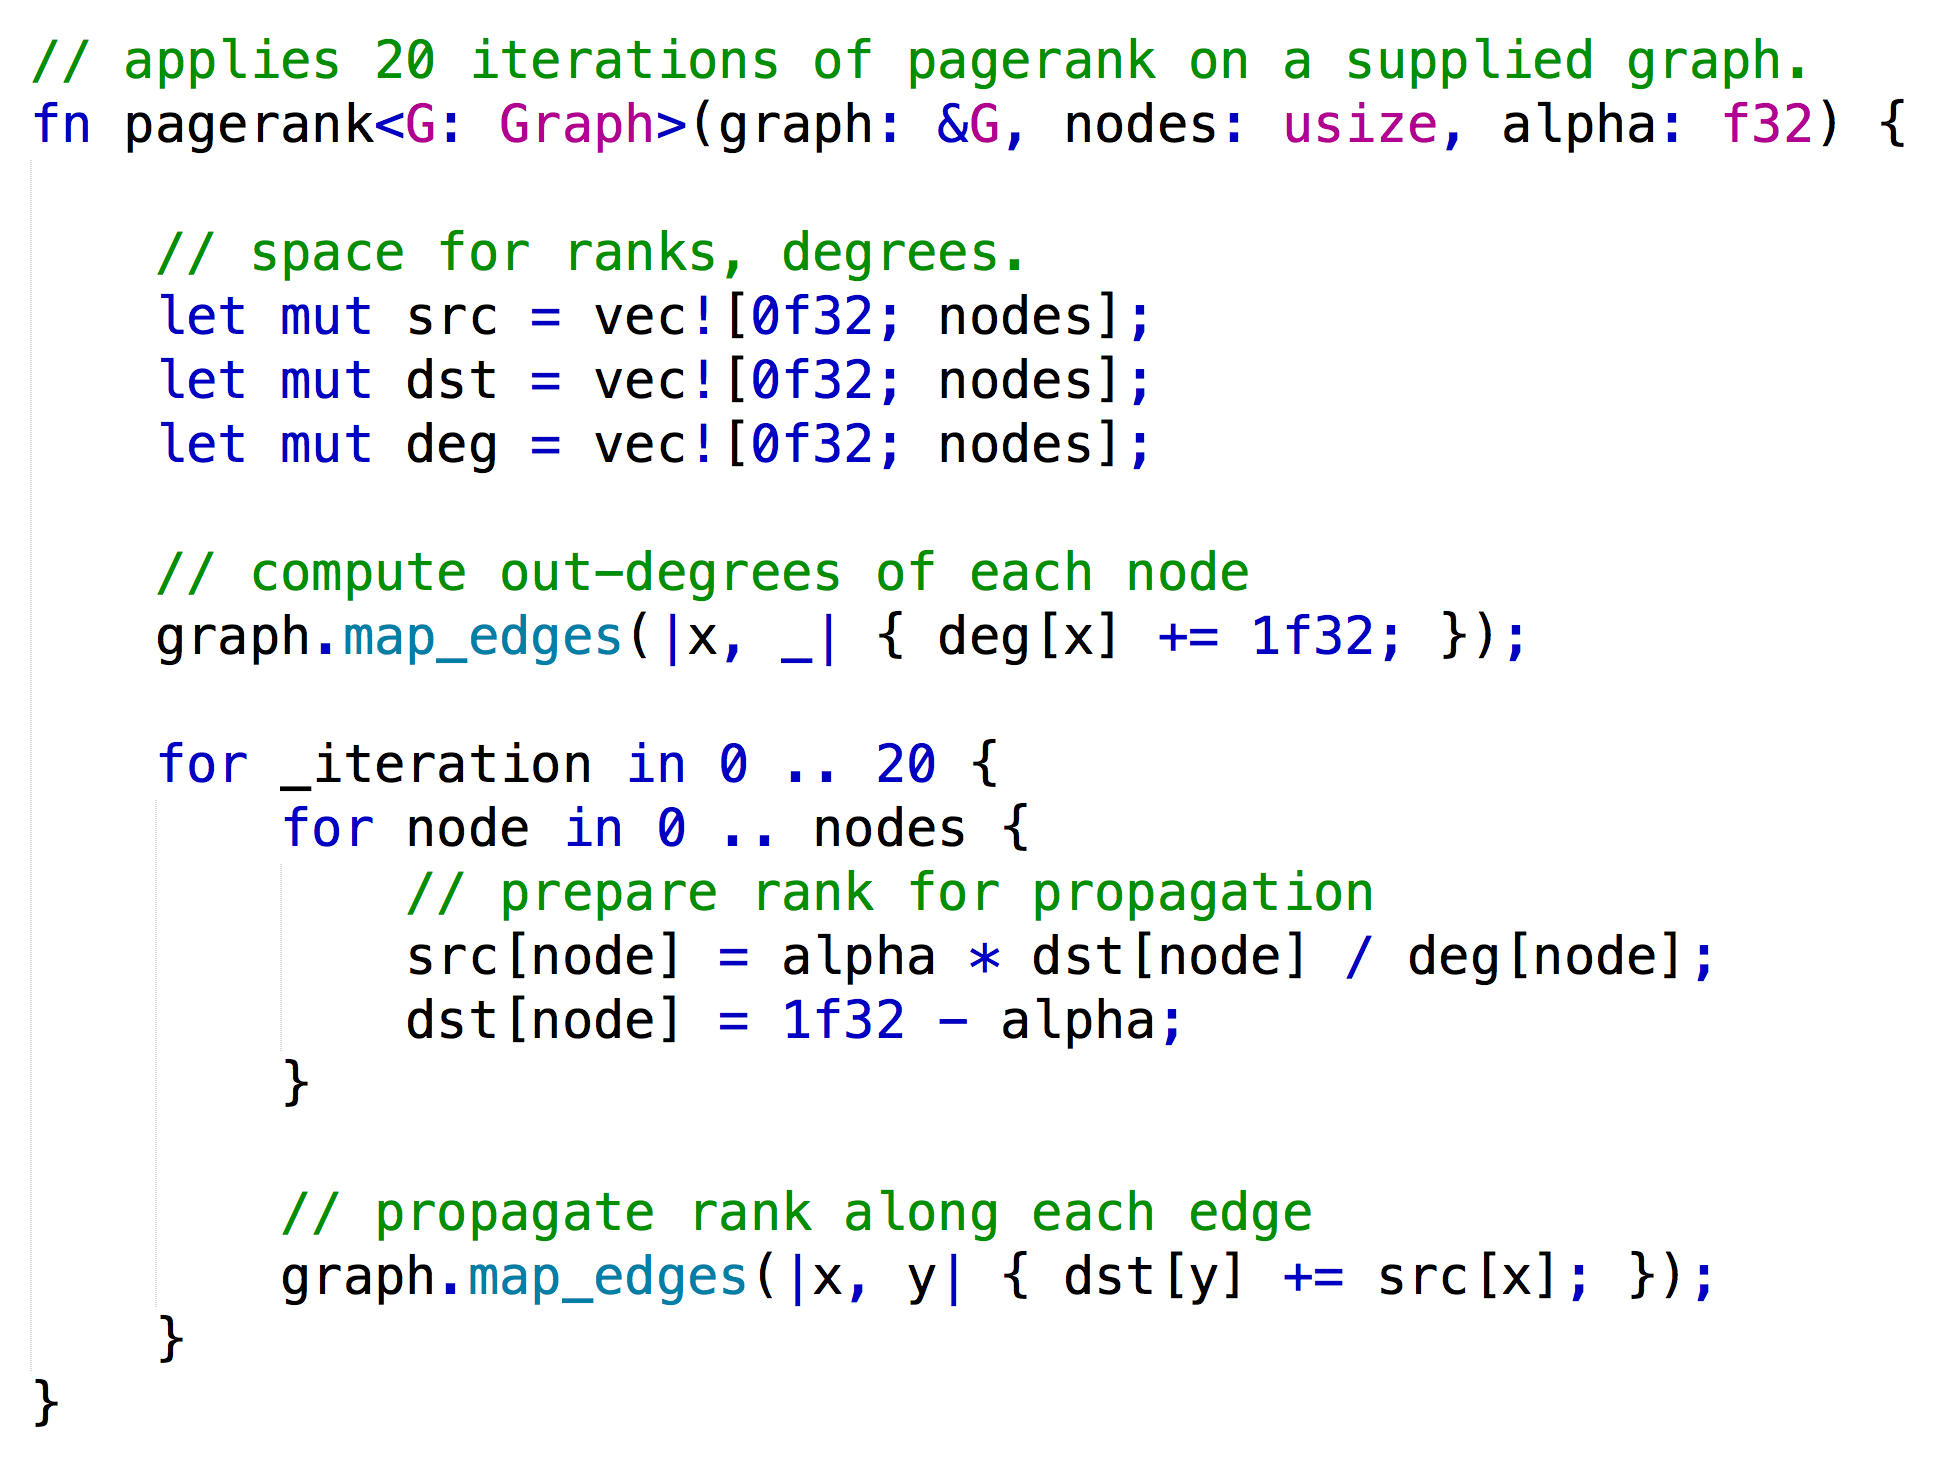 // applies 20 iterations of pagerank on a supplied graph.
fn pagerank<G: Graph>(graph: &G, nodes: usize, alpha: f32) {
    // space for ranks, degrees.
    let mut src = vec![0f32; nodes];
    let mut dst = vec![0f32; nodes];
    let mut deg = vec![0f32; nodes];
    // compute out-degrees of each node
    graph.map_edges(|x, _| { deg[x] += 1f32; });
    for _iteration in 0 .. 20 {
        for node in 0 .. nodes {
            // prepare rank for propagation
            src[node] = alpha * dst[node] / deg[node];
            dst[node] = 1f32 - alpha;
        }
        // propagate rank along each edge
        graph.map_edges(|x, y| { dst[y] += src[x]; });
    }
}